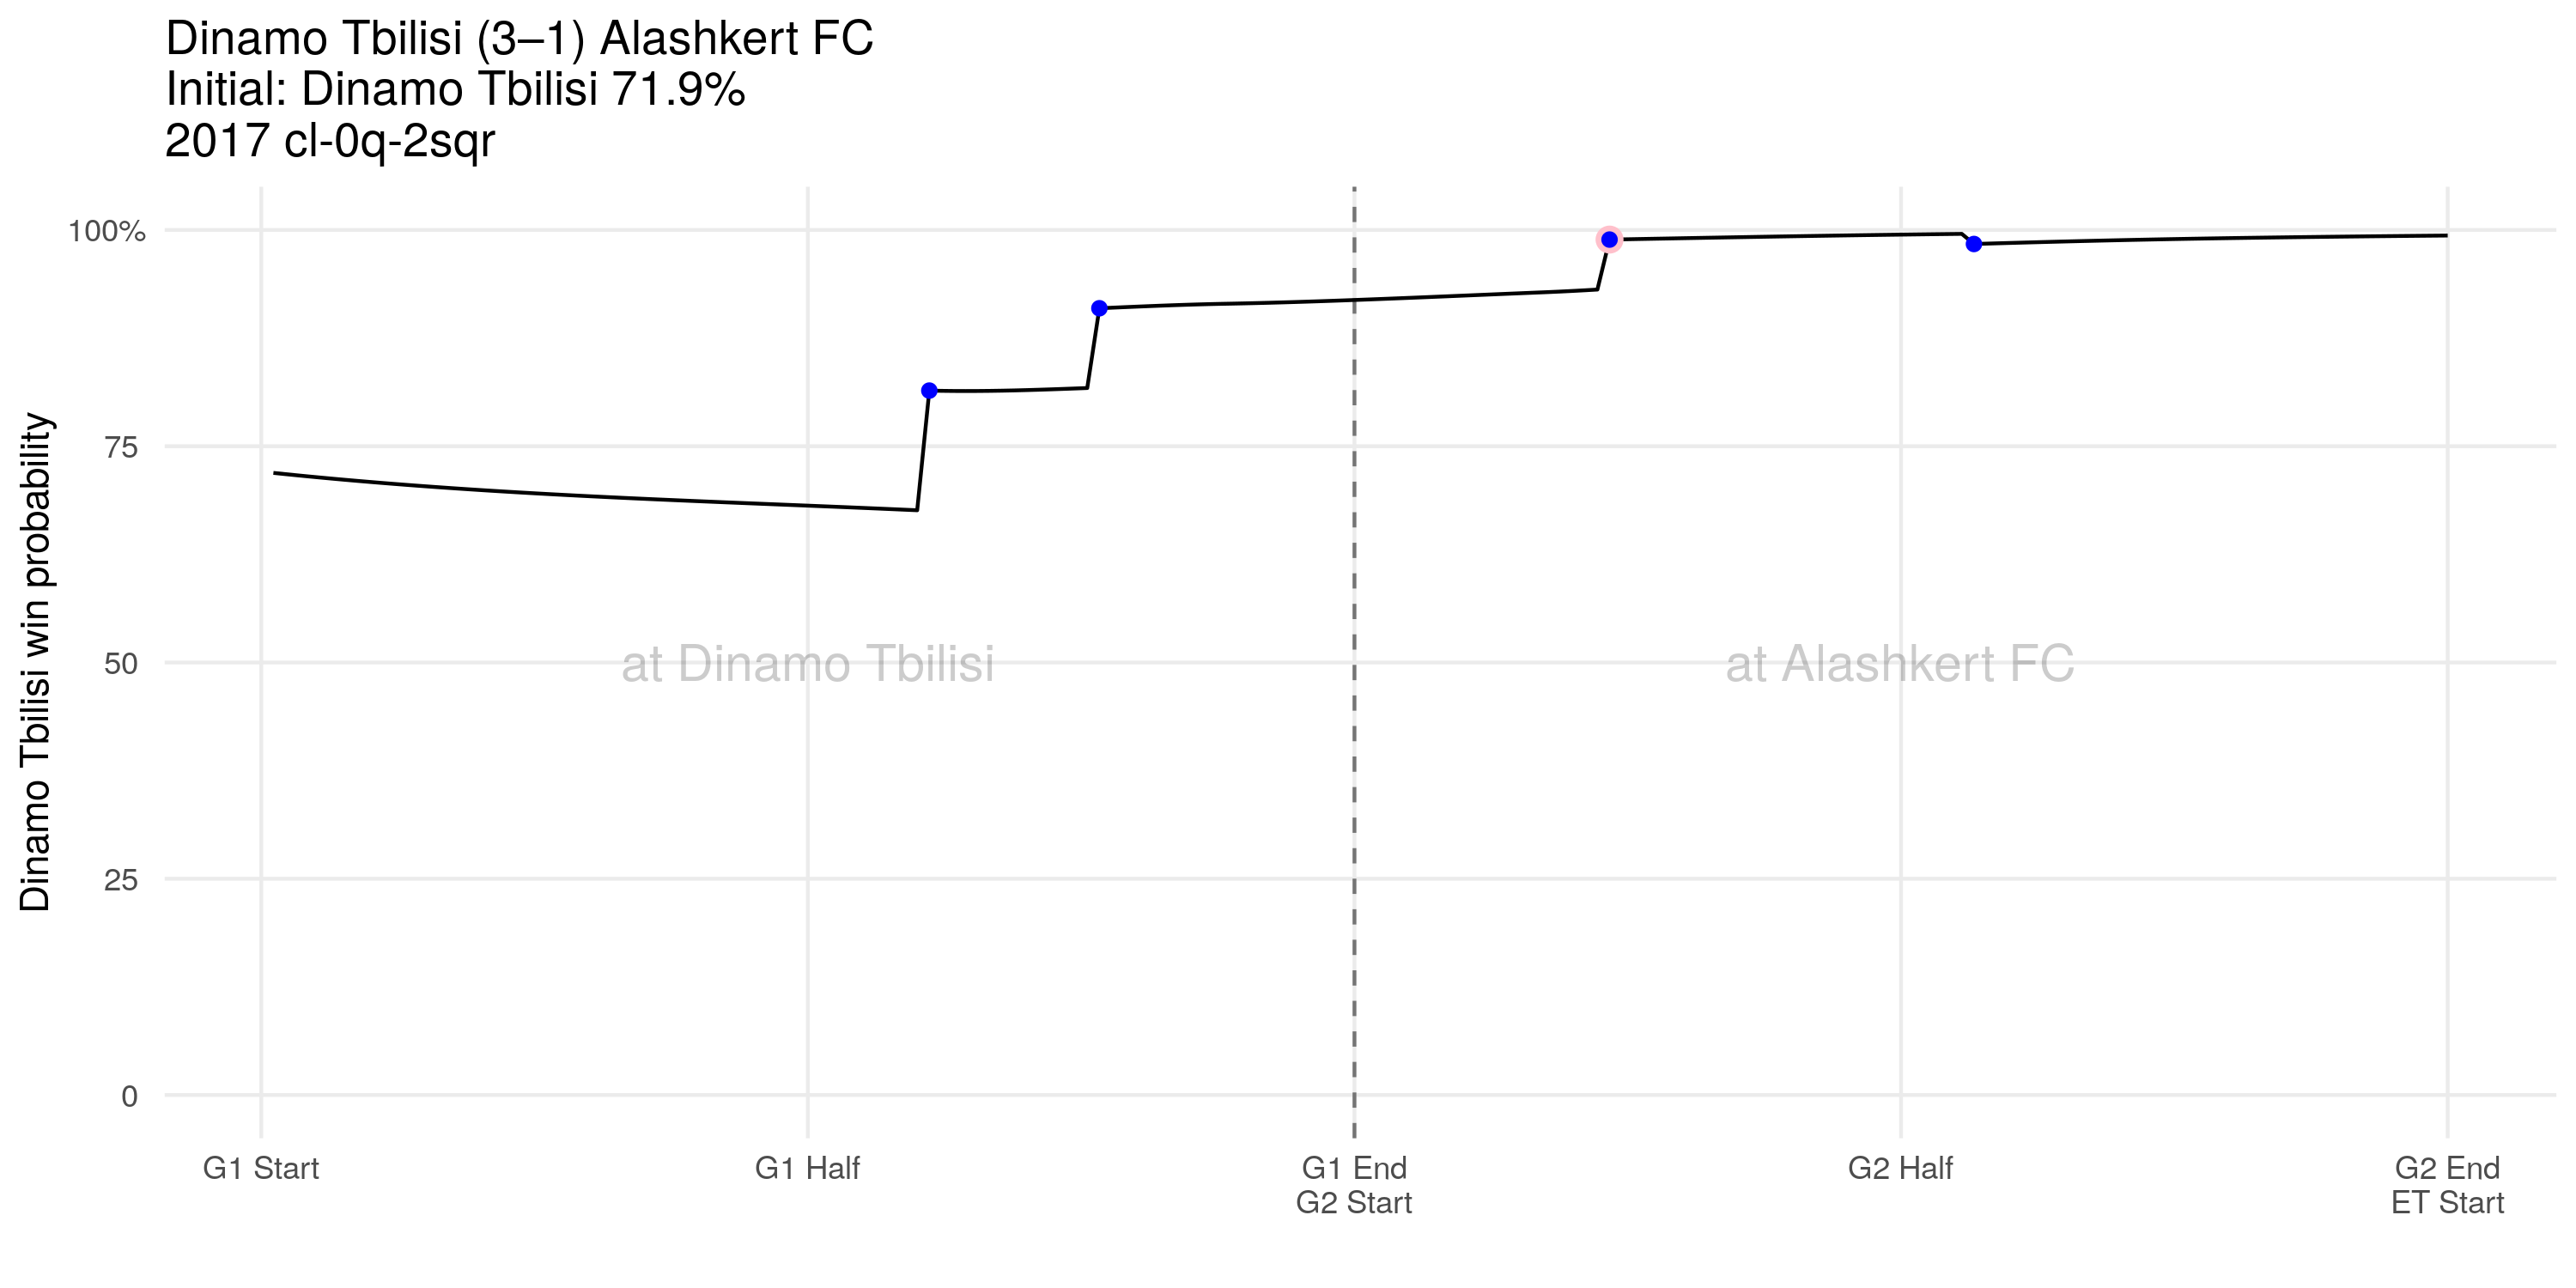 Dinamo Tbilisi (3–1) Alashkert FC
Initial: Dinamo Tbilisi 71.9%
2017 cl-0q-2sqr
Dinamo Tbilisi win probability
100%
75
50
25
0
at Dinamo Tbilisi
at Alashkert FC
G1 Start
G1 Half
G1 End
G2 Start
G2 Half
G2 End
ET Start